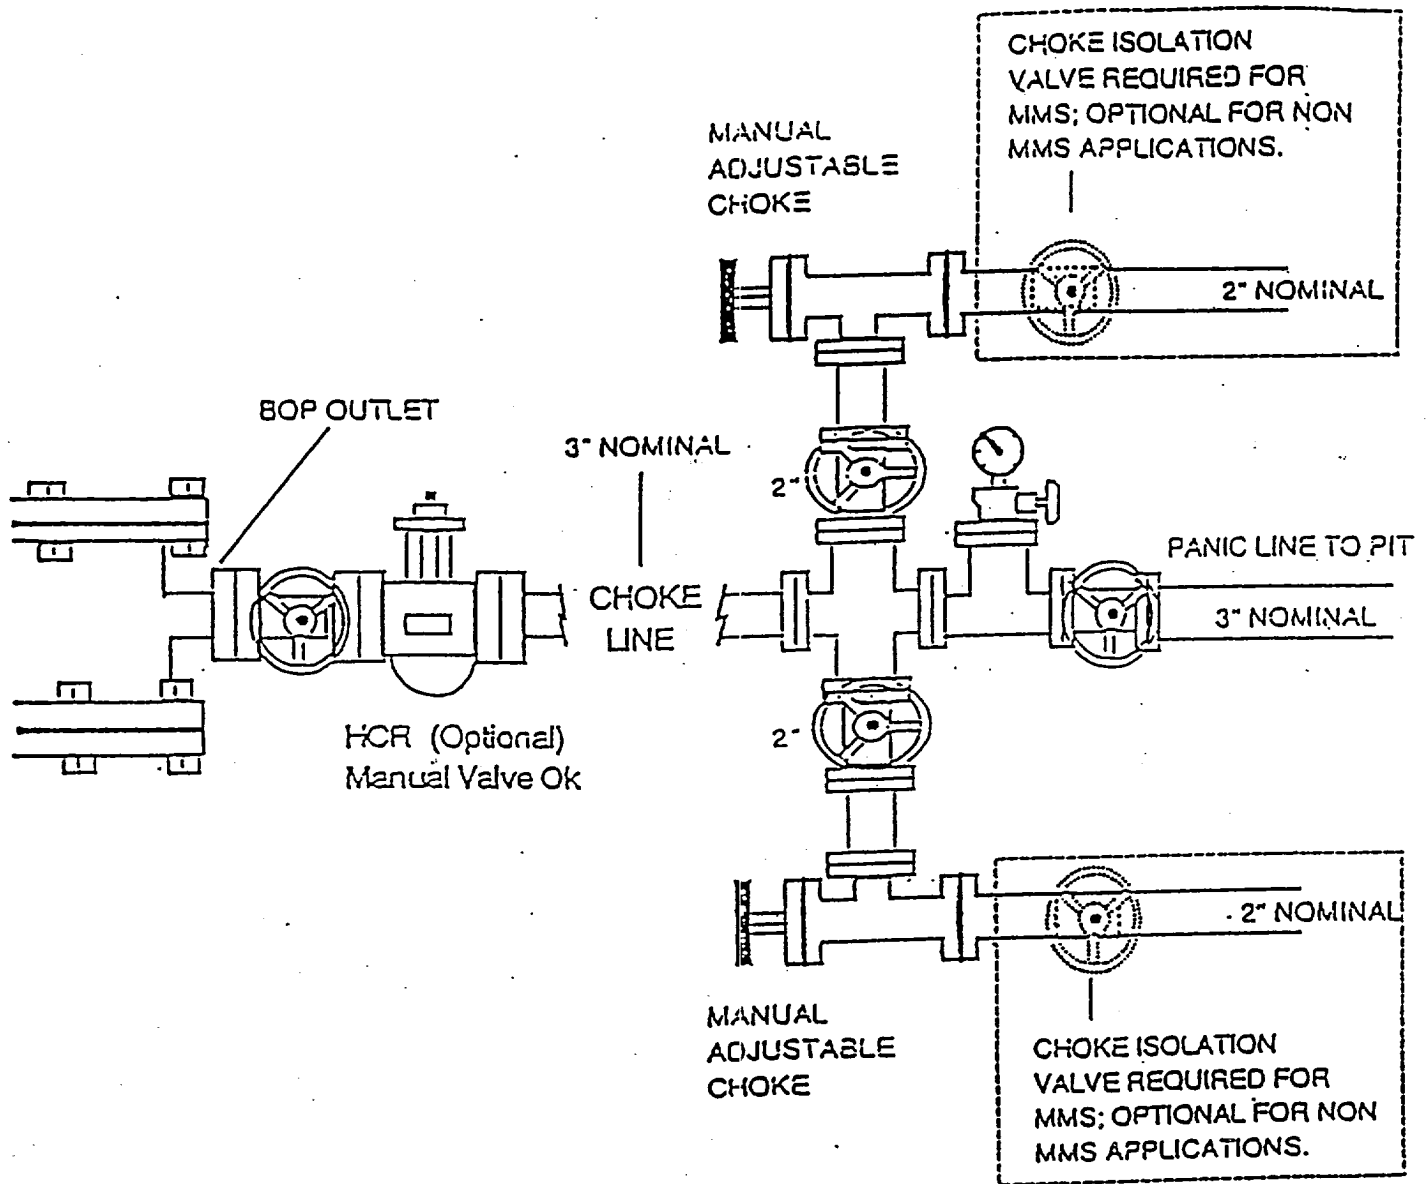 CHOKE ISOLATION
VALVE REQUIRED FOR
MMS; OPTIONAL FOR NON
MMS APPLICATIONS.
MANUAL
ADJUSTABLE
CHOKE
2" NOMINAL
BOP OUTLET
3" NOMINAL
2"
PANIC LINE TO PIT
CHOKE
LINE
3" NOMINAL
HCR (Optional)
Manual Valve Ok
2"
2" NOMINAL
MANUAL
ADJUSTABLE
CHOKE
CHOKE ISOLATION
VALVE REQUIRED FOR
MMS; OPTIONAL FOR NON
MMS APPLICATIONS.